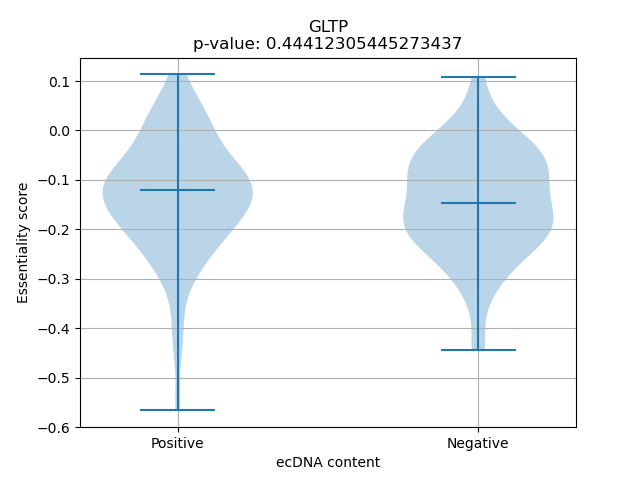 GLTP
p-value: 0.44412305445273437
Essentiality score
0.1
0.0
−0.1
−0.2
−0.3
−0.4
−0.5
−0.6
Positive
Negative
ecDNA content